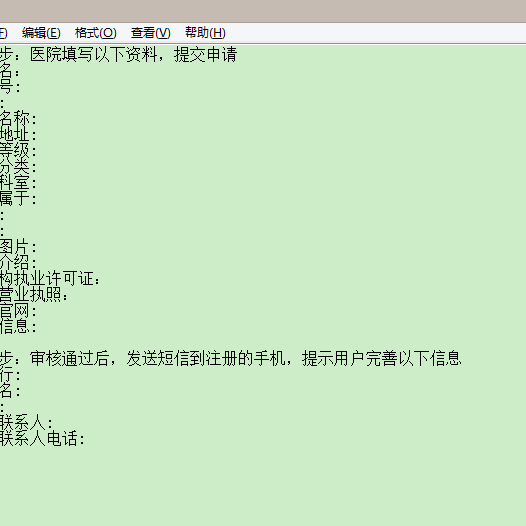 F) 编辑(E) 格式(O) 查看(V) 帮助(H)
步：医院填写以下资料，提交申请
名：
号：
：
名称：
地址：
等级：
分类：
科室：
属于：
：
：
图片：
介绍：
构执业许可证：
营业执照：
官网：
信息：
步：审核通过后，发送短信到注册的手机，提示用户完善以下信息
行：
名：
：
联系人：
联系人电话：